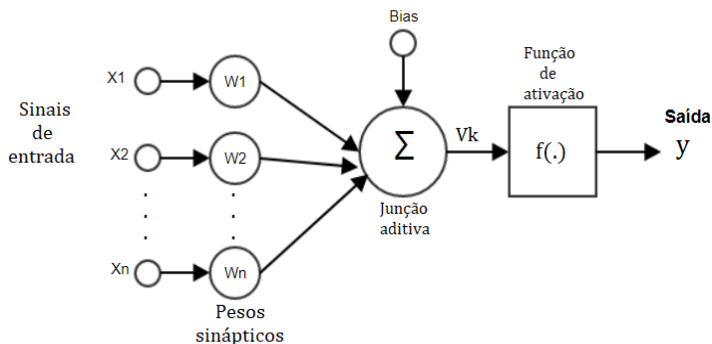 Bias
Função
de
ativação
X1
W1
Sinais
de
entrada
X2
W2
Σ
Vk
f(.)
Saída
y
Junção
aditiva
. .
. .
. .
Xn
Wn
Pesos
sinápticos